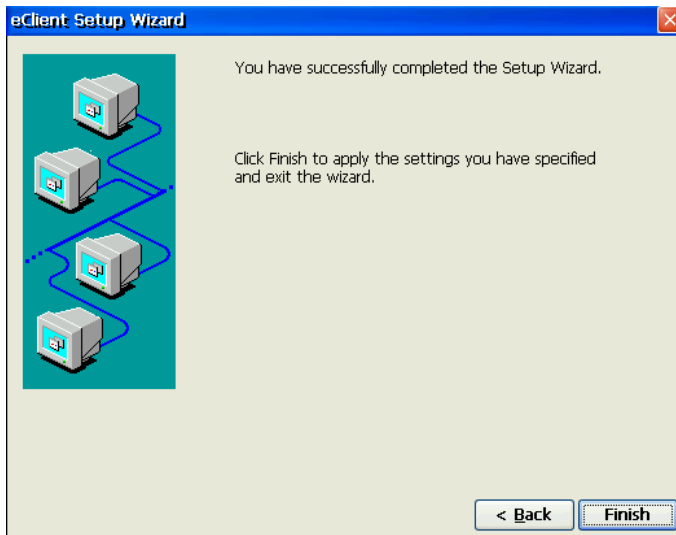 eClient Setup Wizard
You have successfully completed the Setup Wizard.
Click Finish to apply the settings you have specified
and exit the wizard.
< Back
Finish